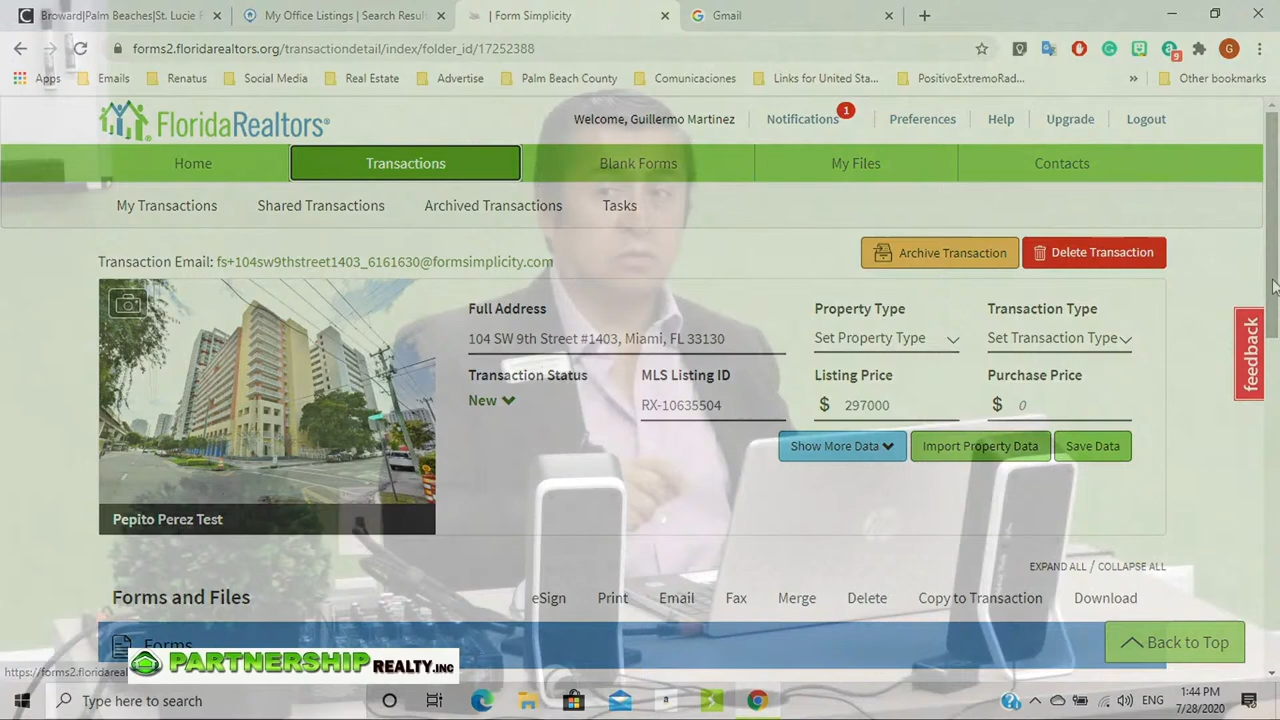 Broward|Palm Beaches|St. Lucie
My Office Listings | Search Resul
| Form Simplicity
Gmail
forms2.floridarealtors.org/transactiondetail/index/folder_id/17252388
Apps
Emails
Renatus
Social Media
Real Estate
Advertise
Palm Beach County
Comunicaciones
Links for United Sta...
PositivoExtremoRad...
Other bookmarks
FloridaRealtors
Welcome, Guillermo Martinez
Notifications 1
Preferences
Help
Upgrade
Logout
Home
Transactions
Blank Forms
My Files
Contacts
My Transactions
Shared Transactions
Archived Transactions
Tasks
Transaction Email: fs+104sw9thstreet1403_6161630@formsimplicity.com
Archive Transaction
Delete Transaction
Full Address
Property Type
Transaction Type
104 SW 9th Street #1403, Miami, FL 33130
Set Property Type
Set Transaction Type
Transaction Status
MLS Listing ID
Listing Price
Purchase Price
New
RX-10635504
$ 297000
$ 0
Show More Data
Import Property Data
Save Data
feedback
Pepito Perez Test
EXPAND ALL / COLLAPSE ALL
Forms and Files
eSign
Print
Email
Fax
Merge
Delete
Copy to Transaction
Download
Forms
Back to Top
PARTNERSHIP REALTY.INC
https://forms2.floridarea
Type here to search
ENG
1:44 PM
7/28/2020